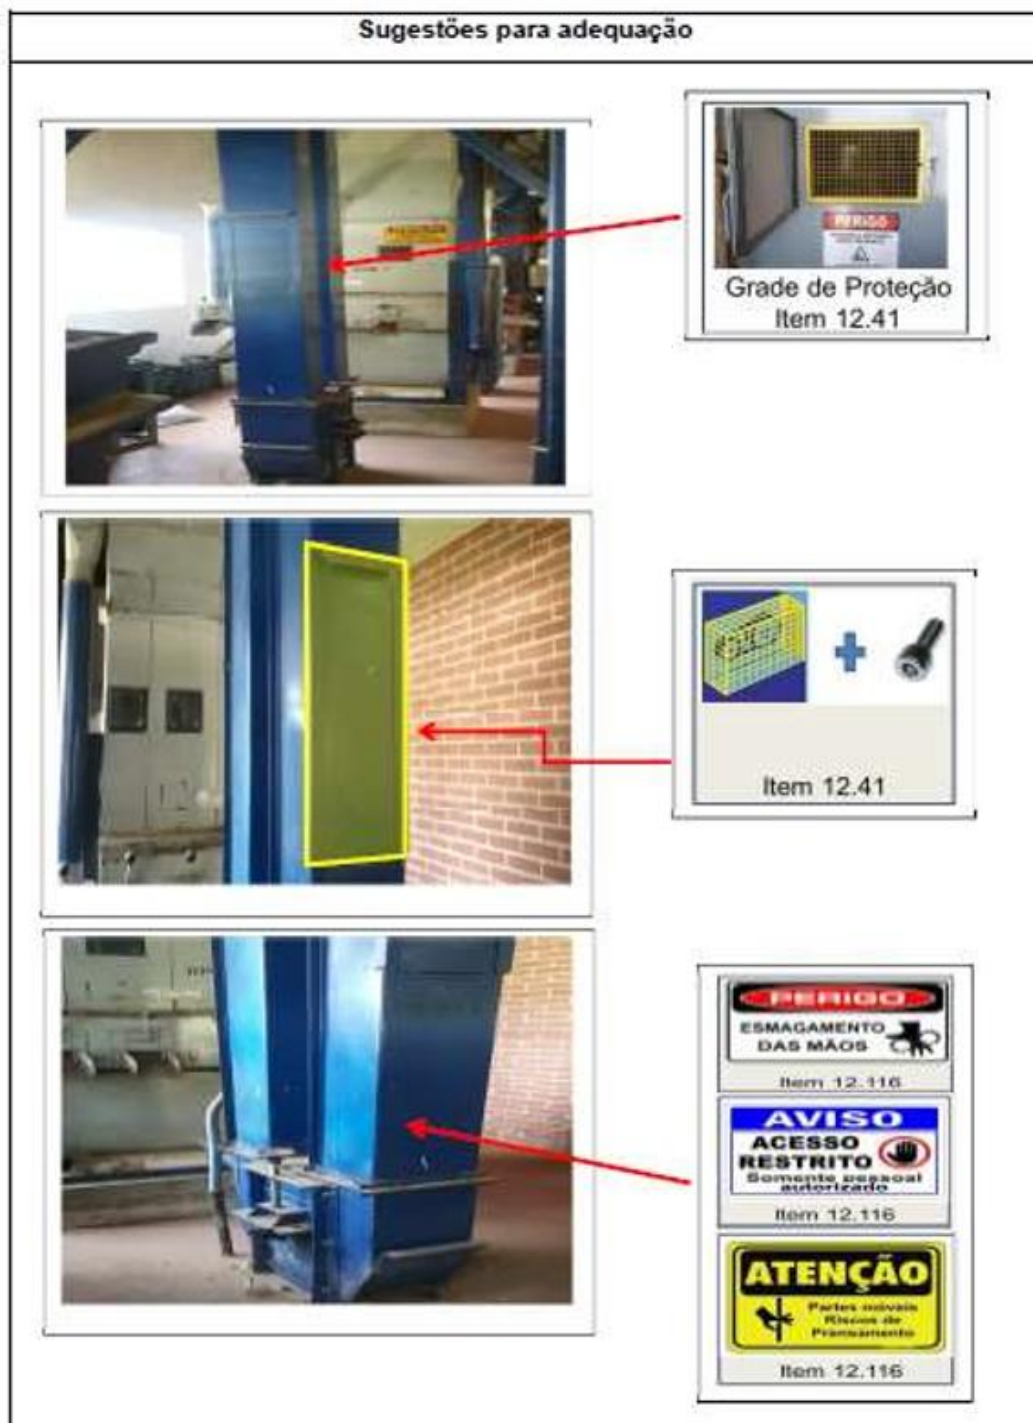 Sugestões para adequação
PERIGO
Grade de Proteção
Item 12.41
Item 12.41
PERIGO
ESMAGAMENTO
DAS MÃOS
Item 12.116
AVISO
ACESSO
RESTRITO
Somente pessoal
autorizado
Item 12.116
ATENÇÃO
Partes móvais
Riscos de
Prensamento
Item 12.116